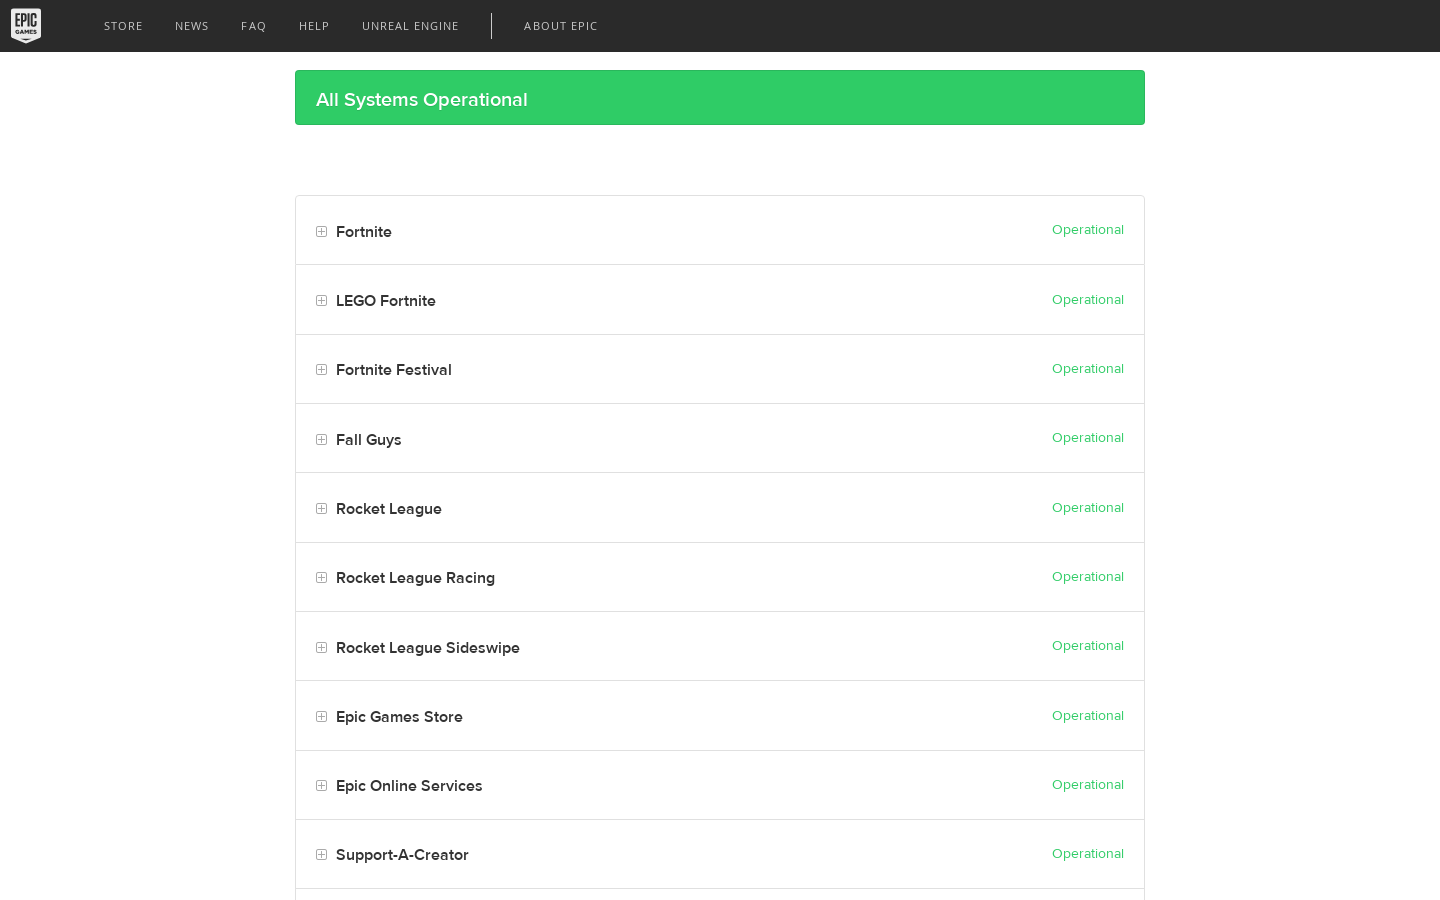 EPIC
GAMES
STORE NEWS FAQ HELP UNREAL ENGINE ABOUT EPIC
All Systems Operational
Fortnite Operational
LEGO Fortnite Operational
Fortnite Festival Operational
Fall Guys Operational
Rocket League Operational
Rocket League Racing Operational
Rocket League Sideswipe Operational
Epic Games Store Operational
Epic Online Services Operational
Support-A-Creator Operational